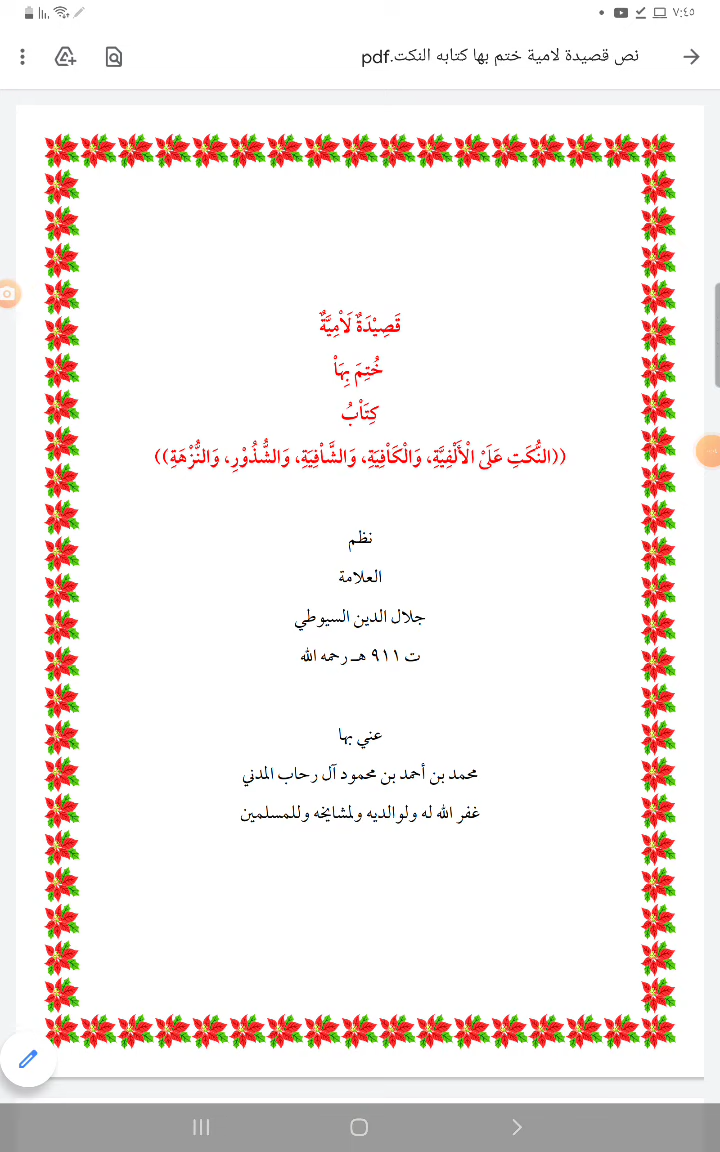 ٧:٤٥
نص قصيدة لامية ختم بها كتابه النكت.pdf
قَصِيْدَةٌ لَاْمِيَّةٌ
خُتِمَ بِهَاْ
كِتَاْبُ
((النُّكَتِ عَلَىْ الْأَلْفِيَّةِ، وَالْكَاْفِيَةِ، وَالشَّاْفِيَةِ، وَالشُّذُوْرِ، وَالنُّزْهَةِ))
نظم
العلامة
جلال الدين السيوطي
ت ٩١١ هـ رحمه الله
عني بها
محمد بن أحمد بن محمود آل رحاب المدني
غفر الله له ولوالديه ولمشايخه وللمسلمين